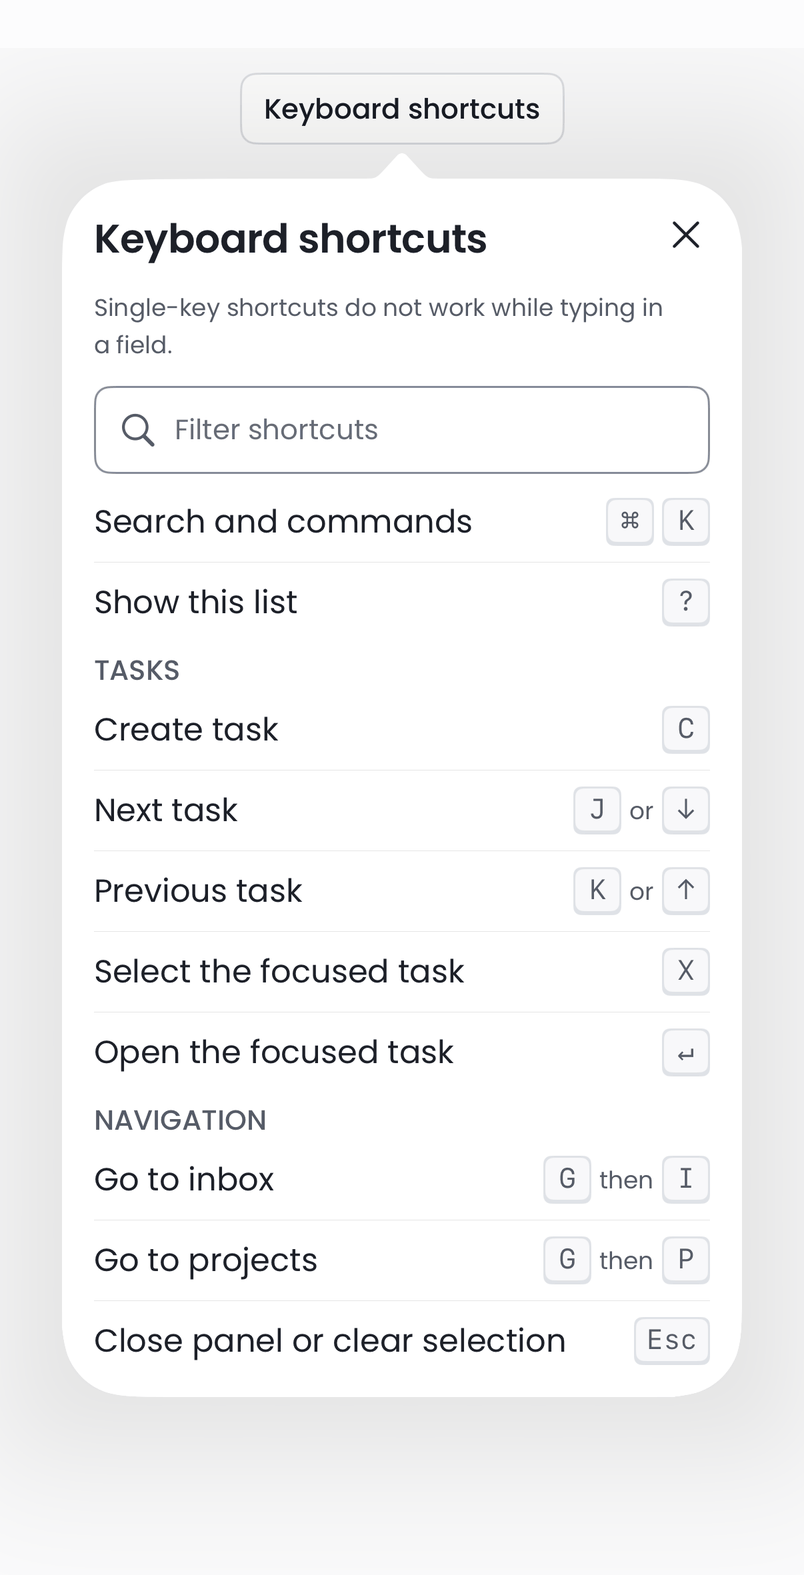 Keyboard shortcuts
Keyboard shortcuts
Single-key shortcuts do not work while typing in
a field.
Filter shortcuts
Search and commands ⌘ K
Show this list ?
TASKS
Create task C
Next task J or ↓
Previous task K or ↑
Select the focused task X
Open the focused task ↵
NAVIGATION
Go to inbox G then I
Go to projects G then P
Close panel or clear selection Esc